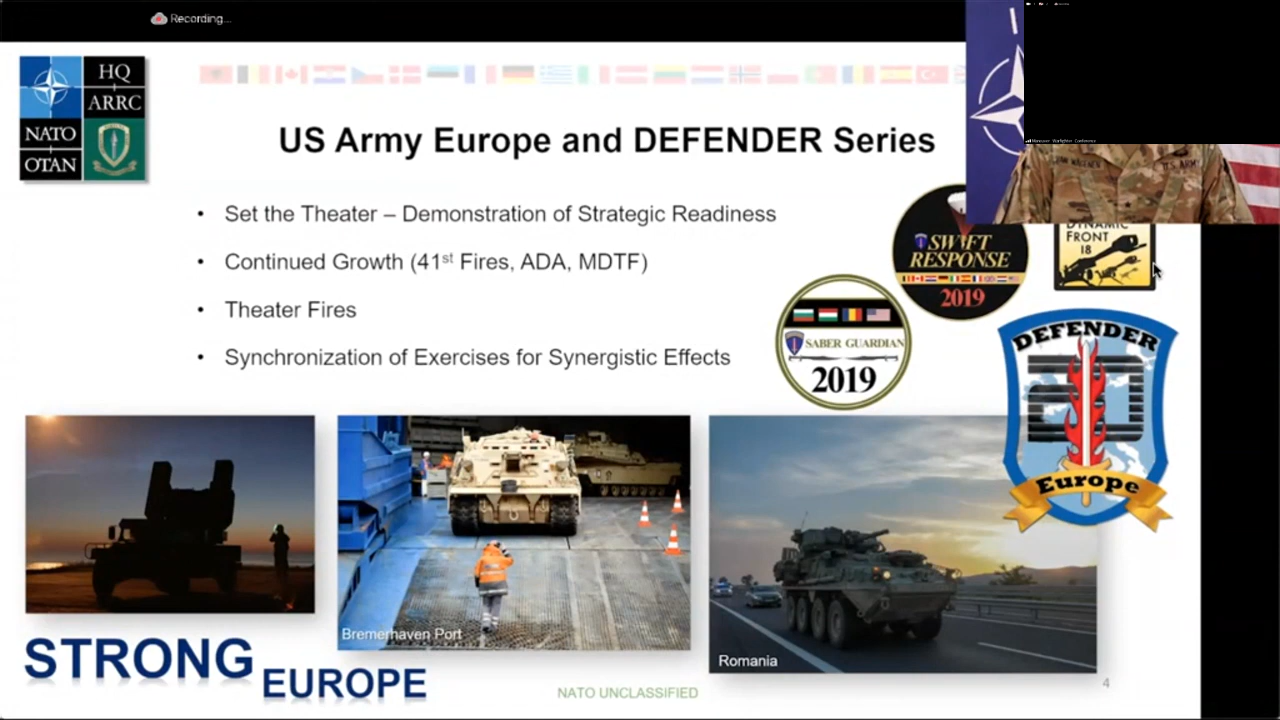 Recording...
HQ
ARRC
NATO
OTAN
US Army Europe and DEFENDER Series
• Set the Theater – Demonstration of Strategic Readiness
• Continued Growth (41st Fires, ADA, MDTF)
• Theater Fires
• Synchronization of Exercises for Synergistic Effects
U.S. ARMY
SWIFT
RESPONSE
2019
DYNAMIC
FRONT
18
SABER GUARDIAN
2019
DEFENDER
Europe
Bremerhaven Port
Romania
STRONG
EUROPE
NATO UNCLASSIFIED
4